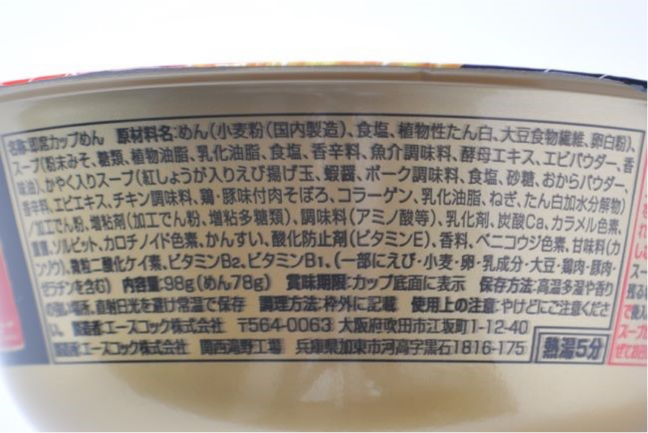 名称:即席カップめん 原材料名:めん(小麦粉(国内製造)、食塩、植物性たん白、大豆食物繊維、卵白粉)、
スープ(粉末みそ、糖類、植物油脂、乳化油脂、食塩、香辛料、魚介調味料、酵母エキス、エビパウダー、香
味油)、かやく入りスープ(紅しょうが入りえび揚げ玉、蝦醤、ポーク調味料、食塩、砂糖、おからパウダー、
香辛料、エビエキス、チキン調味料、鶏・豚味付肉そぼろ、コラーゲン、乳化油脂、ねぎ、たん白加水分解物)
/加工でん粉、増粘剤(加工でん粉、増粘多糖類)、調味料(アミノ酸等)、乳化剤、炭酸Ca、カラメル色素、
ソルビット、カロチノイド色素、かんすい、酸化防止剤(ビタミンE)、香料、ベニコウジ色素、甘味料(カ
ンゾウ)、微粒二酸化ケイ素、ビタミンB2、ビタミンB1、(一部にえび・小麦・卵・乳成分・大豆・鶏肉・豚肉・
ゼラチンを含む) 内容量:98g(めん78g) 賞味期限:カップ底面に表示 保存方法:高温多湿や香り
の強い場所、直射日光を避け常温で保存 調理方法:枠外に記載 使用上の注意:やけどにご注意くださ
い。 製造者:エースコック株式会社 〒564-0063 大阪府吹田市江坂町1-12-40
製造所:エースコック株式会社 関西滝野工場 兵庫県加東市河高字黒石1816-175
熱湯5分